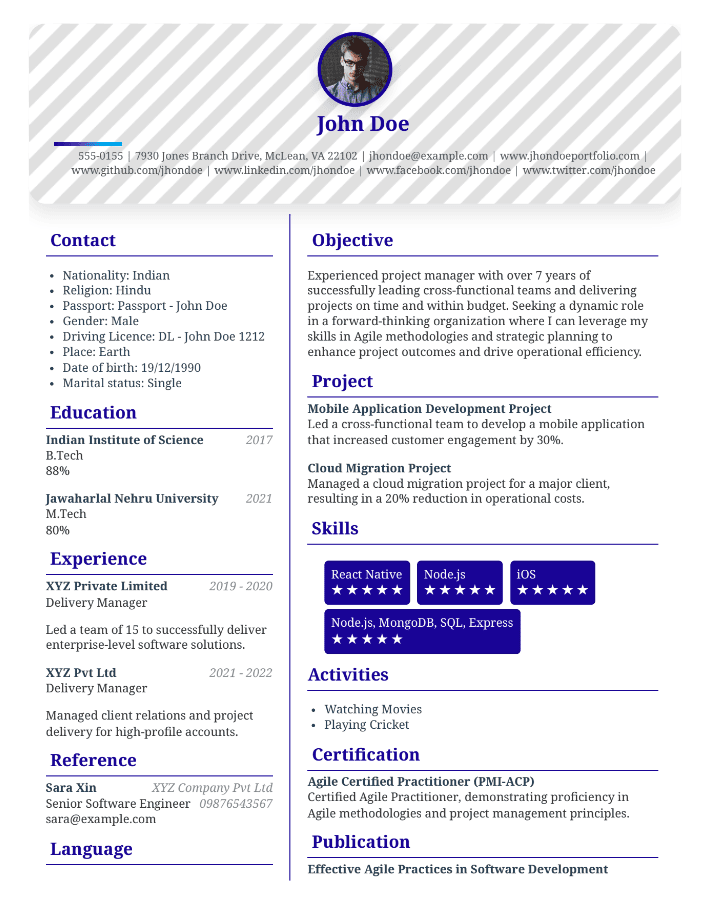 John Doe
555-0155 | 7930 Jones Branch Drive, McLean, VA 22102 | jhondoe@example.com | www.jhondoeportfolio.com |
www.github.com/jhondoe | www.linkedin.com/jhondoe | www.facebook.com/jhondoe | www.twitter.com/jhondoe
Contact
• Nationality: Indian
• Religion: Hindu
• Passport: Passport - John Doe
• Gender: Male
• Driving Licence: DL - John Doe 1212
• Place: Earth
• Date of birth: 19/12/1990
• Marital status: Single
Education
Indian Institute of Science 2017
B.Tech
88%
Jawaharlal Nehru University 2021
M.Tech
80%
Experience
XYZ Private Limited 2019 - 2020
Delivery Manager
Led a team of 15 to successfully deliver
enterprise-level software solutions.
XYZ Pvt Ltd 2021 - 2022
Delivery Manager
Managed client relations and project
delivery for high-profile accounts.
Reference
Sara Xin XYZ Company Pvt Ltd
Senior Software Engineer 09876543567
sara@example.com
Language
Objective
Experienced project manager with over 7 years of
successfully leading cross-functional teams and delivering
projects on time and within budget. Seeking a dynamic role
in a forward-thinking organization where I can leverage my
skills in Agile methodologies and strategic planning to
enhance project outcomes and drive operational efficiency.
Project
Mobile Application Development Project
Led a cross-functional team to develop a mobile application
that increased customer engagement by 30%.
Cloud Migration Project
Managed a cloud migration project for a major client,
resulting in a 20% reduction in operational costs.
Skills
React Native Node.js iOS
★★★★★ ★★★★★ ★★★★★
Node.js, MongoDB, SQL, Express
★★★★★
Activities
• Watching Movies
• Playing Cricket
Certification
Agile Certified Practitioner (PMI-ACP)
Certified Agile Practitioner, demonstrating proficiency in
Agile methodologies and project management principles.
Publication
Effective Agile Practices in Software Development